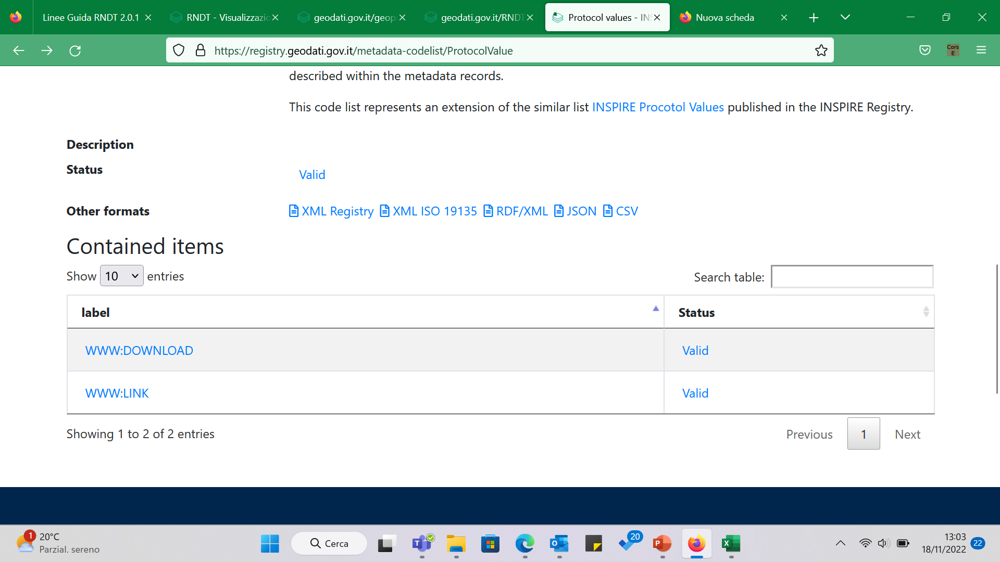 Linee Guida RNDT 2.0.1
RNDT - Visualizzazio
geodati.gov.it/geop
geodati.gov.it/RNDT
Protocol values - INS
Nuova scheda
https://registry.geodati.gov.it/metadata-codelist/ProtocolValue
Cors
E
described within the metadata records.
This code list represents an extension of the similar list INSPIRE Procotol Values published in the INSPIRE Registry.
Description
Status
Valid
Other formats
XML Registry XML ISO 19135 RDF/XML JSON CSV
Contained items
Show 10 entries
Search table:
label
Status
WWW:DOWNLOAD
Valid
WWW:LINK
Valid
Showing 1 to 2 of 2 entries
Previous 1 Next
1
20°C
Parzial. sereno
Cerca
20
13:03
18/11/2022
22